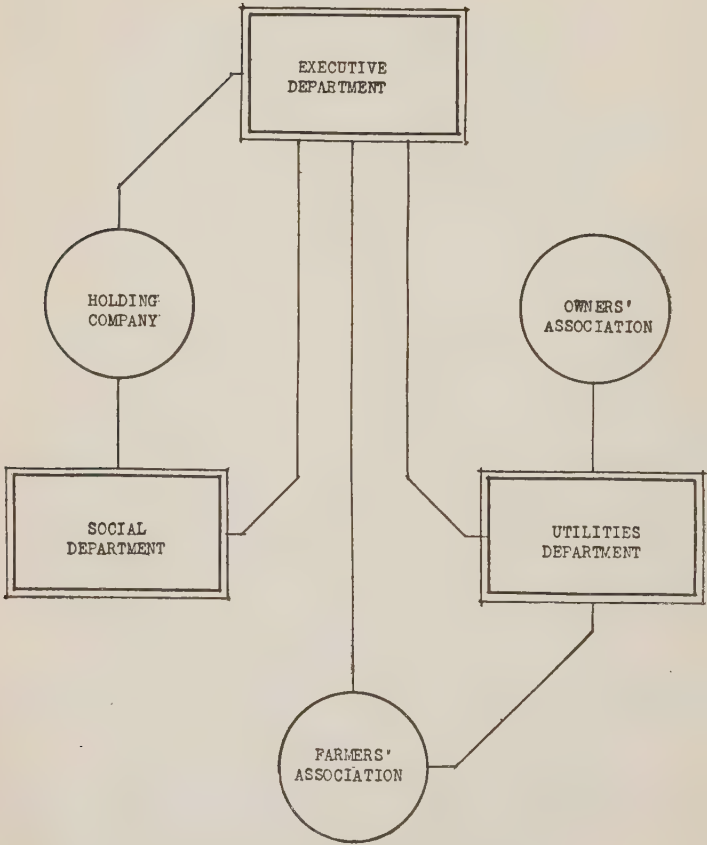 EXECUTIVE
DEPARTMENT
HOLDING
COMPANY
OWNERS'
ASSOCIATION
SOCIAL
DEPARTMENT
UTILITIES
DEPARTMENT
FARMERS'
ASSOCIATION